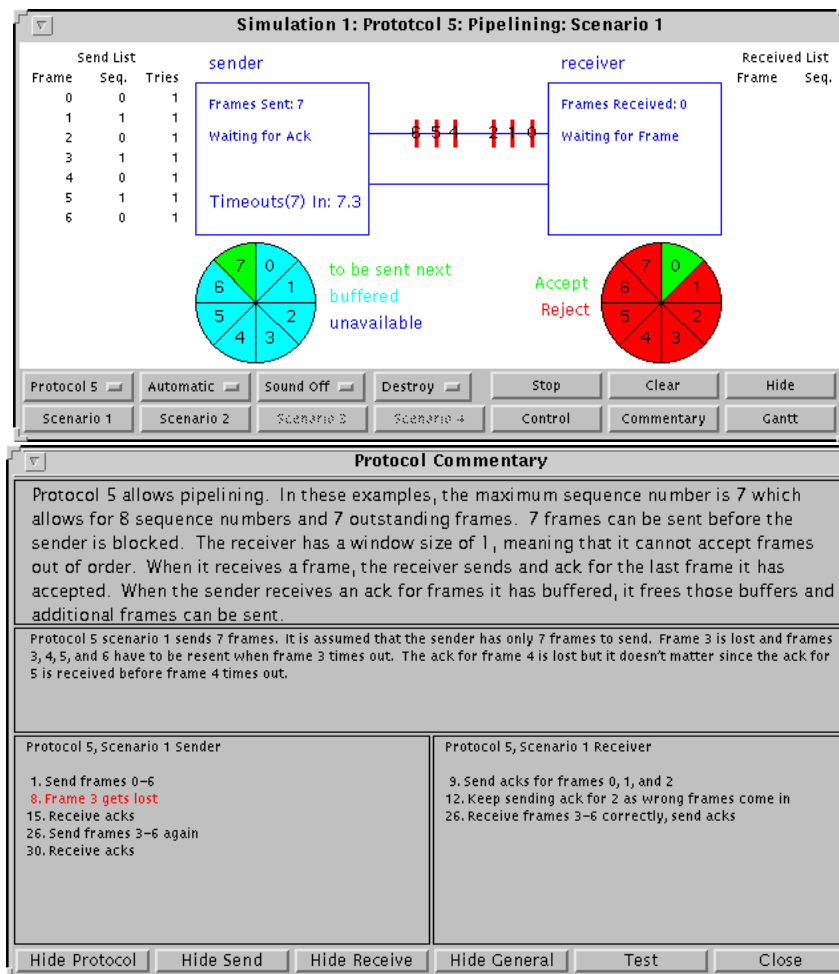 Simulation 1: Prototcol 5: Pipelining: Scenario 1
Send List
Frame Seq. Tries
0 0 1
1 1 1
2 0 1
3 1 1
4 0 1
5 1 1
6 0 1
sender
Frames Sent: 7
Waiting for Ack
Timeouts(7) In: 7.3
6 5 4 2 1 0
receiver
Frames Received: 0
Waiting for Frame
Received List
Frame Seq.
7 0
6 1
5 2
4 3
to be sent next
buffered
unavailable
Accept
Reject
7 0
6 1
5 2
4 3
Protocol 5 Automatic Sound Off Destroy Stop Clear Hide
Scenario 1 Scenario 2 Scenario 3 Scenario 4 Control Commentary Gantt
Protocol Commentary
Protocol 5 allows pipelining. In these examples, the maximum sequence number is 7 which
allows for 8 sequence numbers and 7 outstanding frames. 7 frames can be sent before the
sender is blocked. The receiver has a window size of 1, meaning that it cannot accept frames
out of order. When it receives a frame, the receiver sends and ack for the last frame it has
accepted. When the sender receives an ack for frames it has buffered, it frees those buffers and
additional frames can be sent.
Protocol 5 scenario 1 sends 7 frames. It is assumed that the sender has only 7 frames to send. Frame 3 is lost and frames
3, 4, 5, and 6 have to be resent when frame 3 times out. The ack for frame 4 is lost but it doesn't matter since the ack for
5 is received before frame 4 times out.
Protocol 5, Scenario 1 Sender
1. Send frames 0-6
8. Frame 3 gets lost
15. Receive acks
26. Send frames 3-6 again
30. Receive acks
Protocol 5, Scenario 1 Receiver
9. Send acks for frames 0, 1, and 2
12. Keep sending ack for 2 as wrong frames come in
26. Receive frames 3-6 correctly, send acks
Hide Protocol Hide Send Hide Receive Hide General Test Close